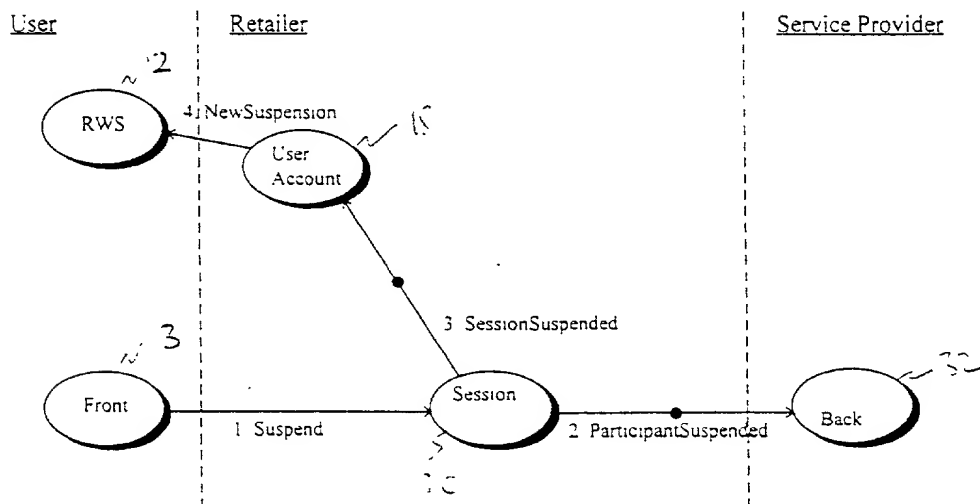 User
Retailer
Service Provider
2
RWS
4 NewSuspension
User
Account
3 SessionSuspended
3
Front
1 Suspend
Session
2 ParticipantSuspended
Back
32